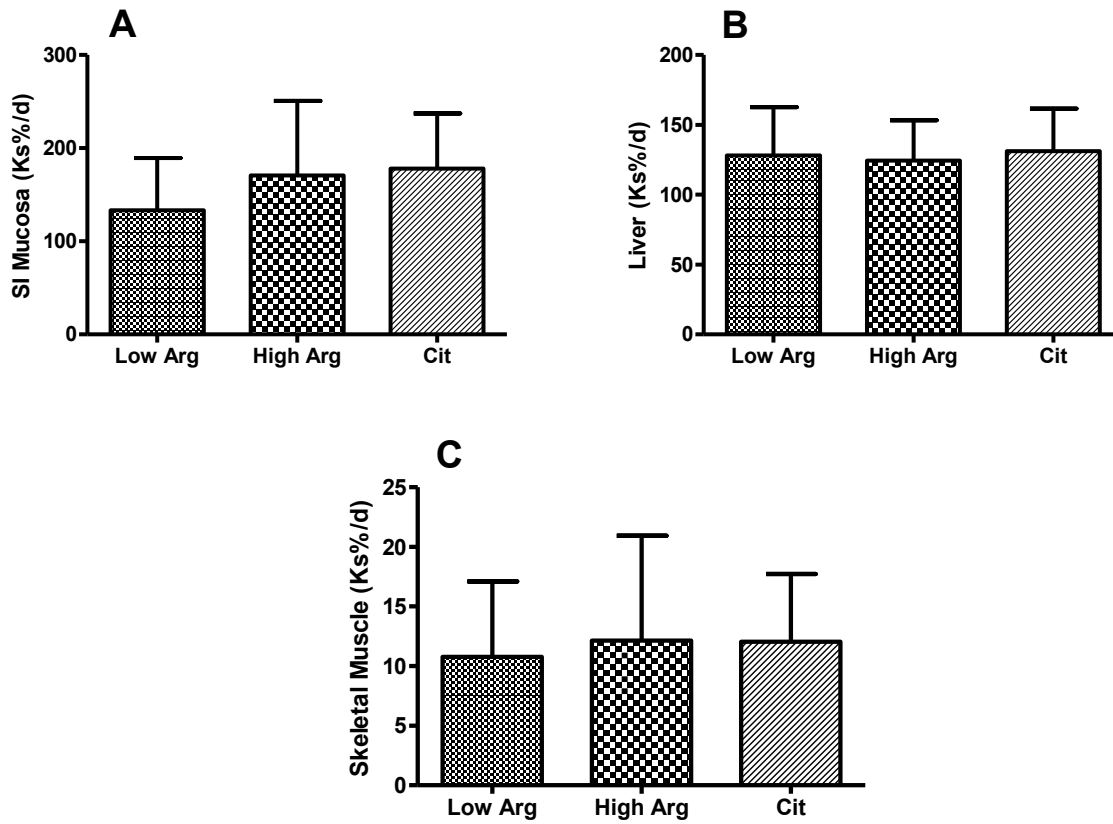 A
SI Mucosa (Ks%/d)
300
200
100
0
Low Arg High Arg Cit
B
Liver (Ks%/d)
200
150
100
50
0
Low Arg High Arg Cit
C
Skeletal Muscle (Ks%/d)
25
20
15
10
5
0
Low Arg High Arg Cit